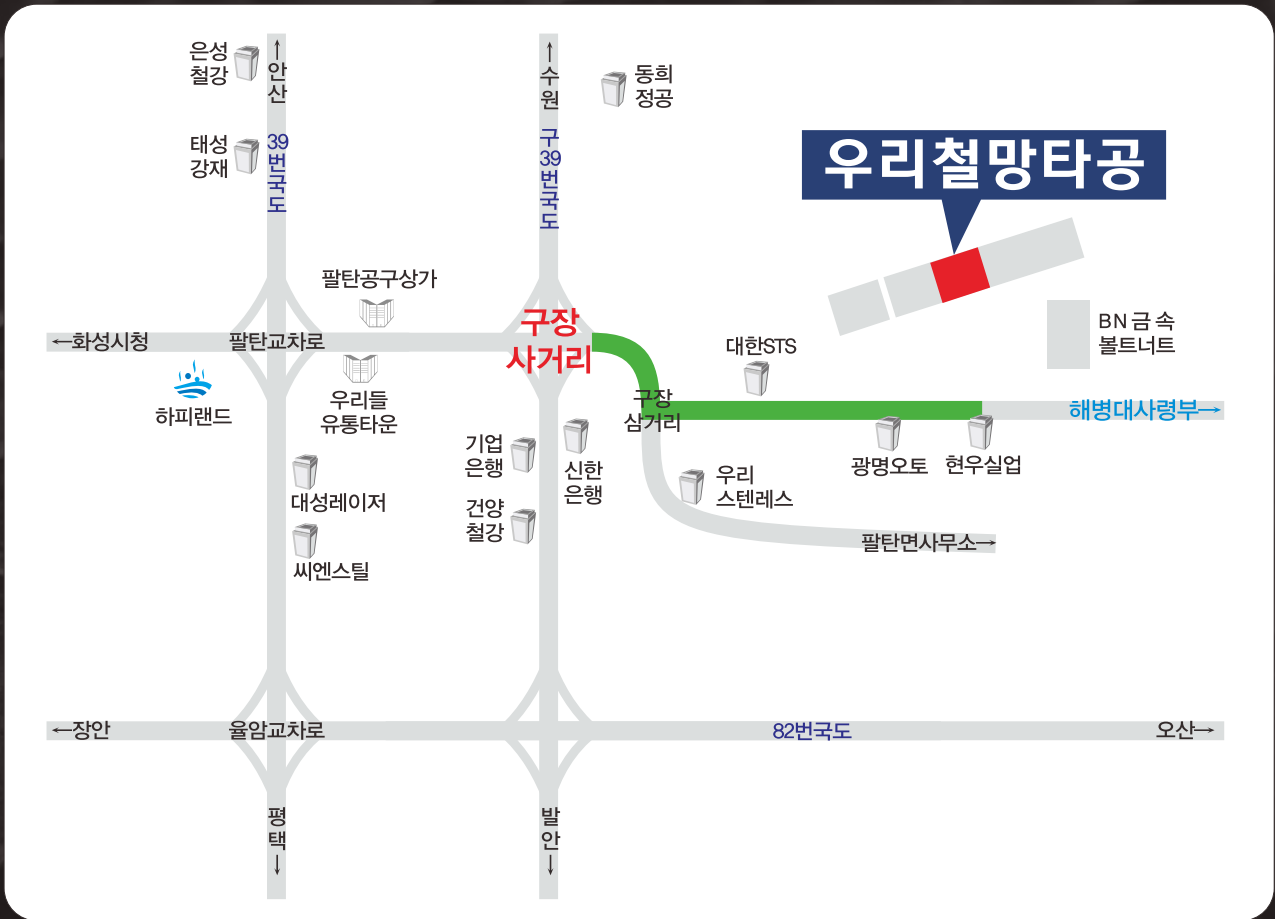 은성
철강
↑
안
산
↑
수
원
동희
정공
태성
강재
39
번
국
도
구
39
번
국
도
우리철망타공
팔탄공구상가
←화성시청
팔탄교차로
구장
사거리
BN금속
볼트너트
대한STS
하피랜드
우리들
유통타운
구장
삼거리
해병대사령부→
기업
은행
신한
은행
광명오토
현우실업
우리
스텐레스
대성레이저
건양
철강
팔탄면사무소→
씨엔스틸
←장안
율암교차로
82번국도
오산→
평
택
↓
발
안
↓